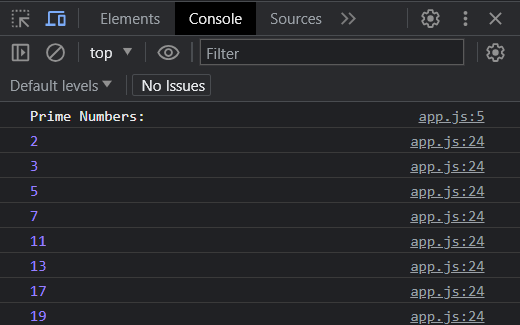 Elements Console Sources
top Filter
Default levels No Issues
Prime Numbers: app.js:5
2 app.js:24
3 app.js:24
5 app.js:24
7 app.js:24
11 app.js:24
13 app.js:24
17 app.js:24
19 app.js:24